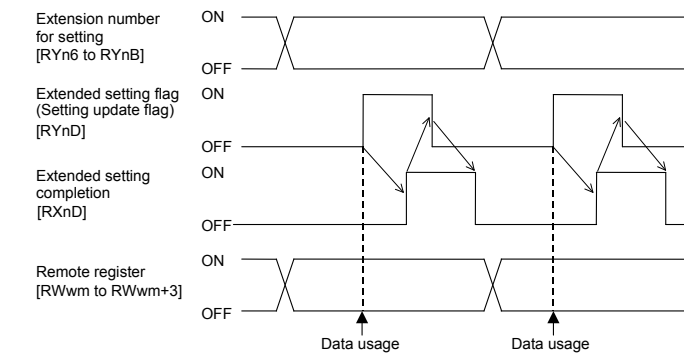 Extension number
for setting
[RYn6 to RYnB]
ON
OFF
Extended setting flag
(Setting update flag)
[RYnD]
ON
OFF
Extended setting
completion
[RXnD]
ON
OFF
Remote register
[RWwm to RWwm+3]
ON
OFF
Data usage
Data usage